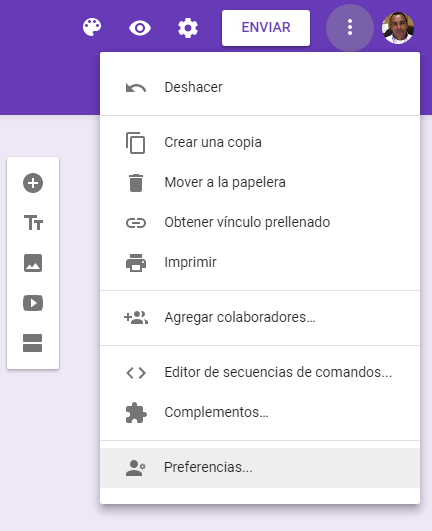 ENVIAR
Deshacer
Crear una copia
Mover a la papelera
Obtener vínculo prellenado
Imprimir
Agregar colaboradores...
Editor de secuencias de comandos...
Complementos...
Preferencias...